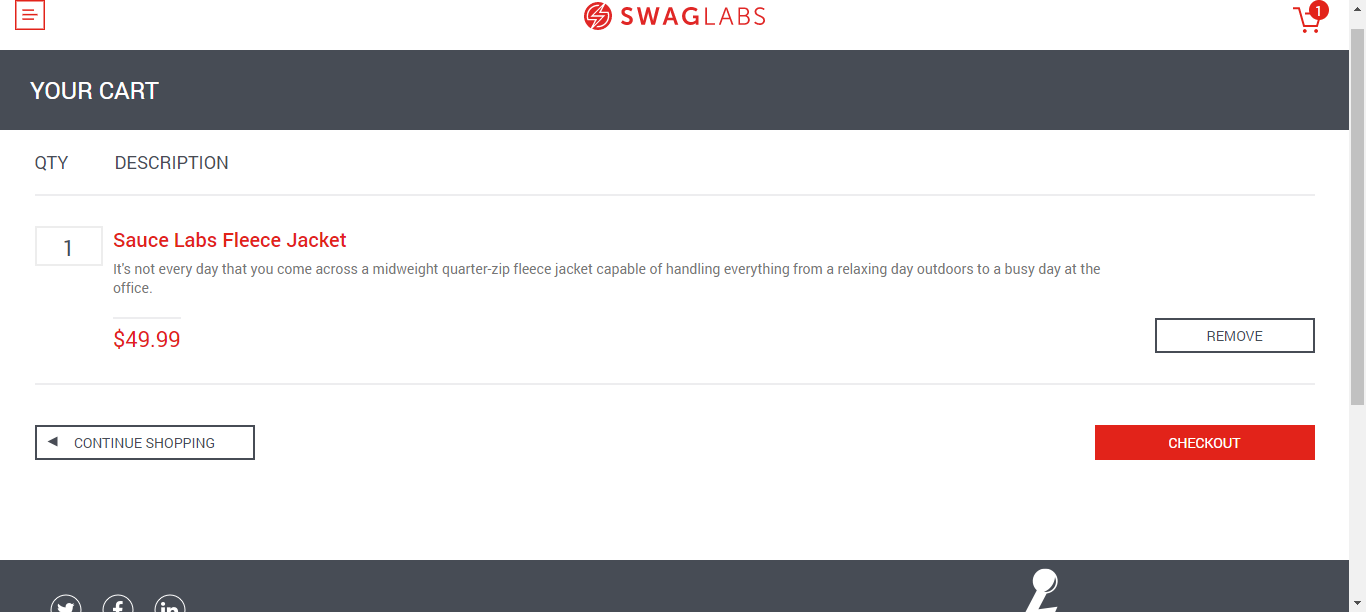 SWAGLABS
1
YOUR CART
QTY DESCRIPTION
1
Sauce Labs Fleece Jacket
It's not every day that you come across a midweight quarter-zip fleece jacket capable of handling everything from a relaxing day outdoors to a busy day at the
office.
$49.99
REMOVE
CONTINUE SHOPPING
CHECKOUT